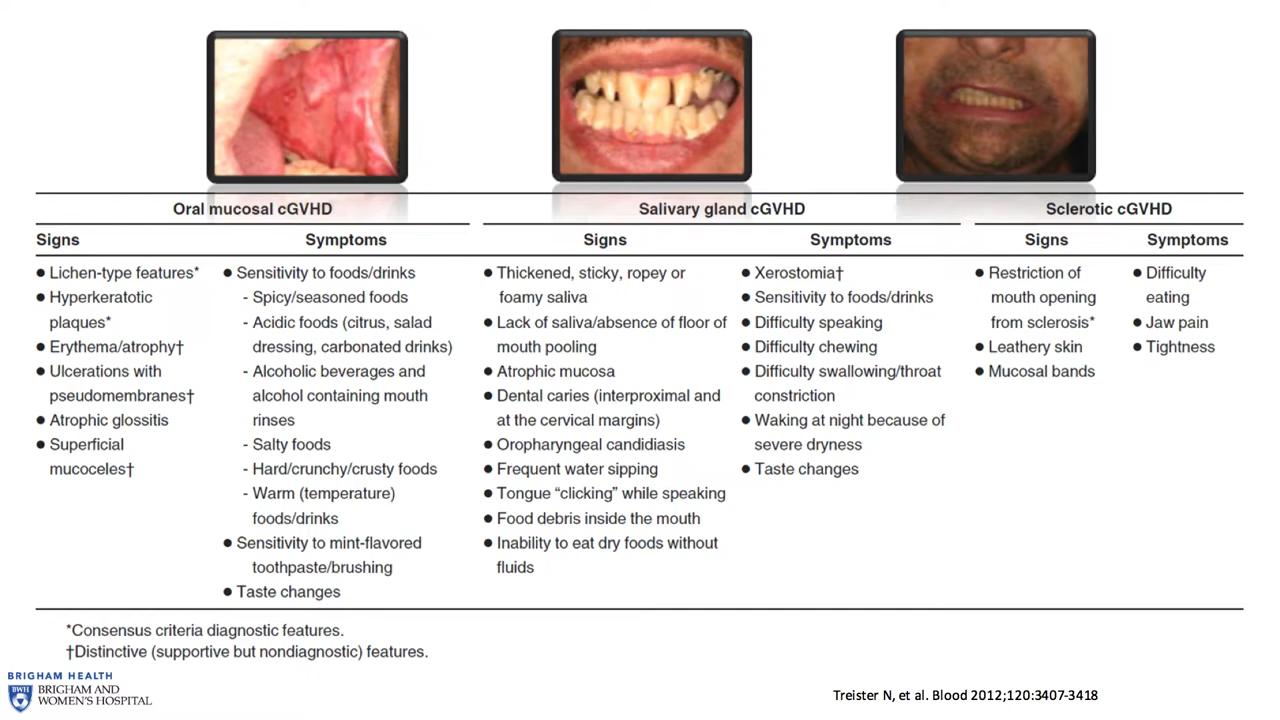 Oral mucosal cGVHD
Signs
Symptoms
● Lichen-type features*
● Hyperkeratotic
plaques*
● Erythema/atrophy†
● Ulcerations with
pseudomembranes†
● Atrophic glossitis
● Superficial
mucoceles†
● Sensitivity to foods/drinks
- Spicy/seasoned foods
- Acidic foods (citrus, salad
dressing, carbonated drinks)
- Alcoholic beverages and
alcohol containing mouth
rinses
- Salty foods
- Hard/crunchy/crusty foods
- Warm (temperature)
foods/drinks
● Sensitivity to mint-flavored
toothpaste/brushing
● Taste changes
Salivary gland cGVHD
Signs
Symptoms
● Thickened, sticky, ropey or
foamy saliva
● Lack of saliva/absence of floor of
mouth pooling
● Atrophic mucosa
● Dental caries (interproximal and
at the cervical margins)
● Oropharyngeal candidiasis
● Frequent water sipping
● Tongue “clicking” while speaking
● Food debris inside the mouth
● Inability to eat dry foods without
fluids
● Xerostomia†
● Sensitivity to foods/drinks
● Difficulty speaking
● Difficulty chewing
● Difficulty swallowing/throat
constriction
● Waking at night because of
severe dryness
● Taste changes
Sclerotic cGVHD
Signs
Symptoms
● Restriction of
mouth opening
from sclerosis*
● Leathery skin
● Mucosal bands
● Difficulty
eating
● Jaw pain
● Tightness
*Consensus criteria diagnostic features.
†Distinctive (supportive but nondiagnostic) features.
BRIGHAM HEALTH
BWH
BRIGHAM AND
WOMEN'S HOSPITAL
Treister N, et al. Blood 2012;120:3407-3418